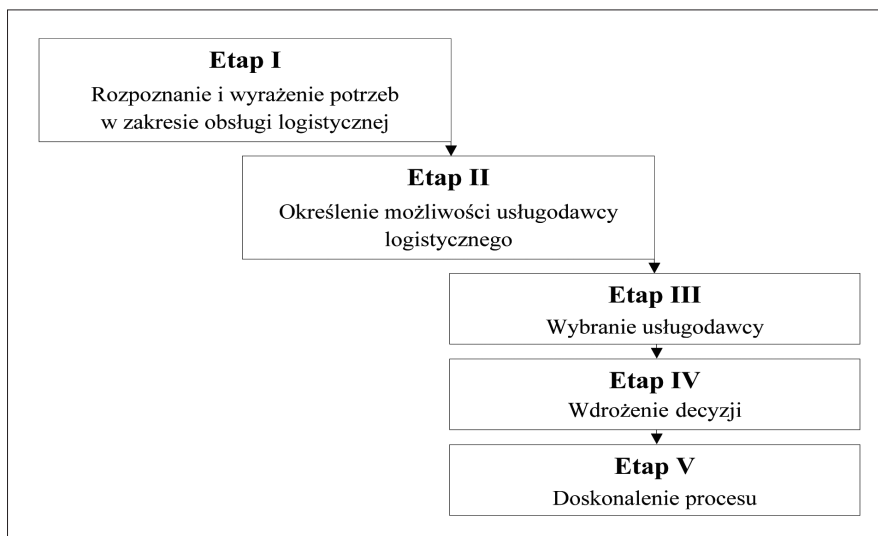 Etap I
Rozpoznanie i wyrażenie potrzeb
w zakresie obsługi logistycznej
Etap II
Określenie możliwości usługodawcy
logistycznego
Etap III
Wybranie usługodawcy
Etap IV
Wdrożenie decyzji
Etap V
Doskonalenie procesu